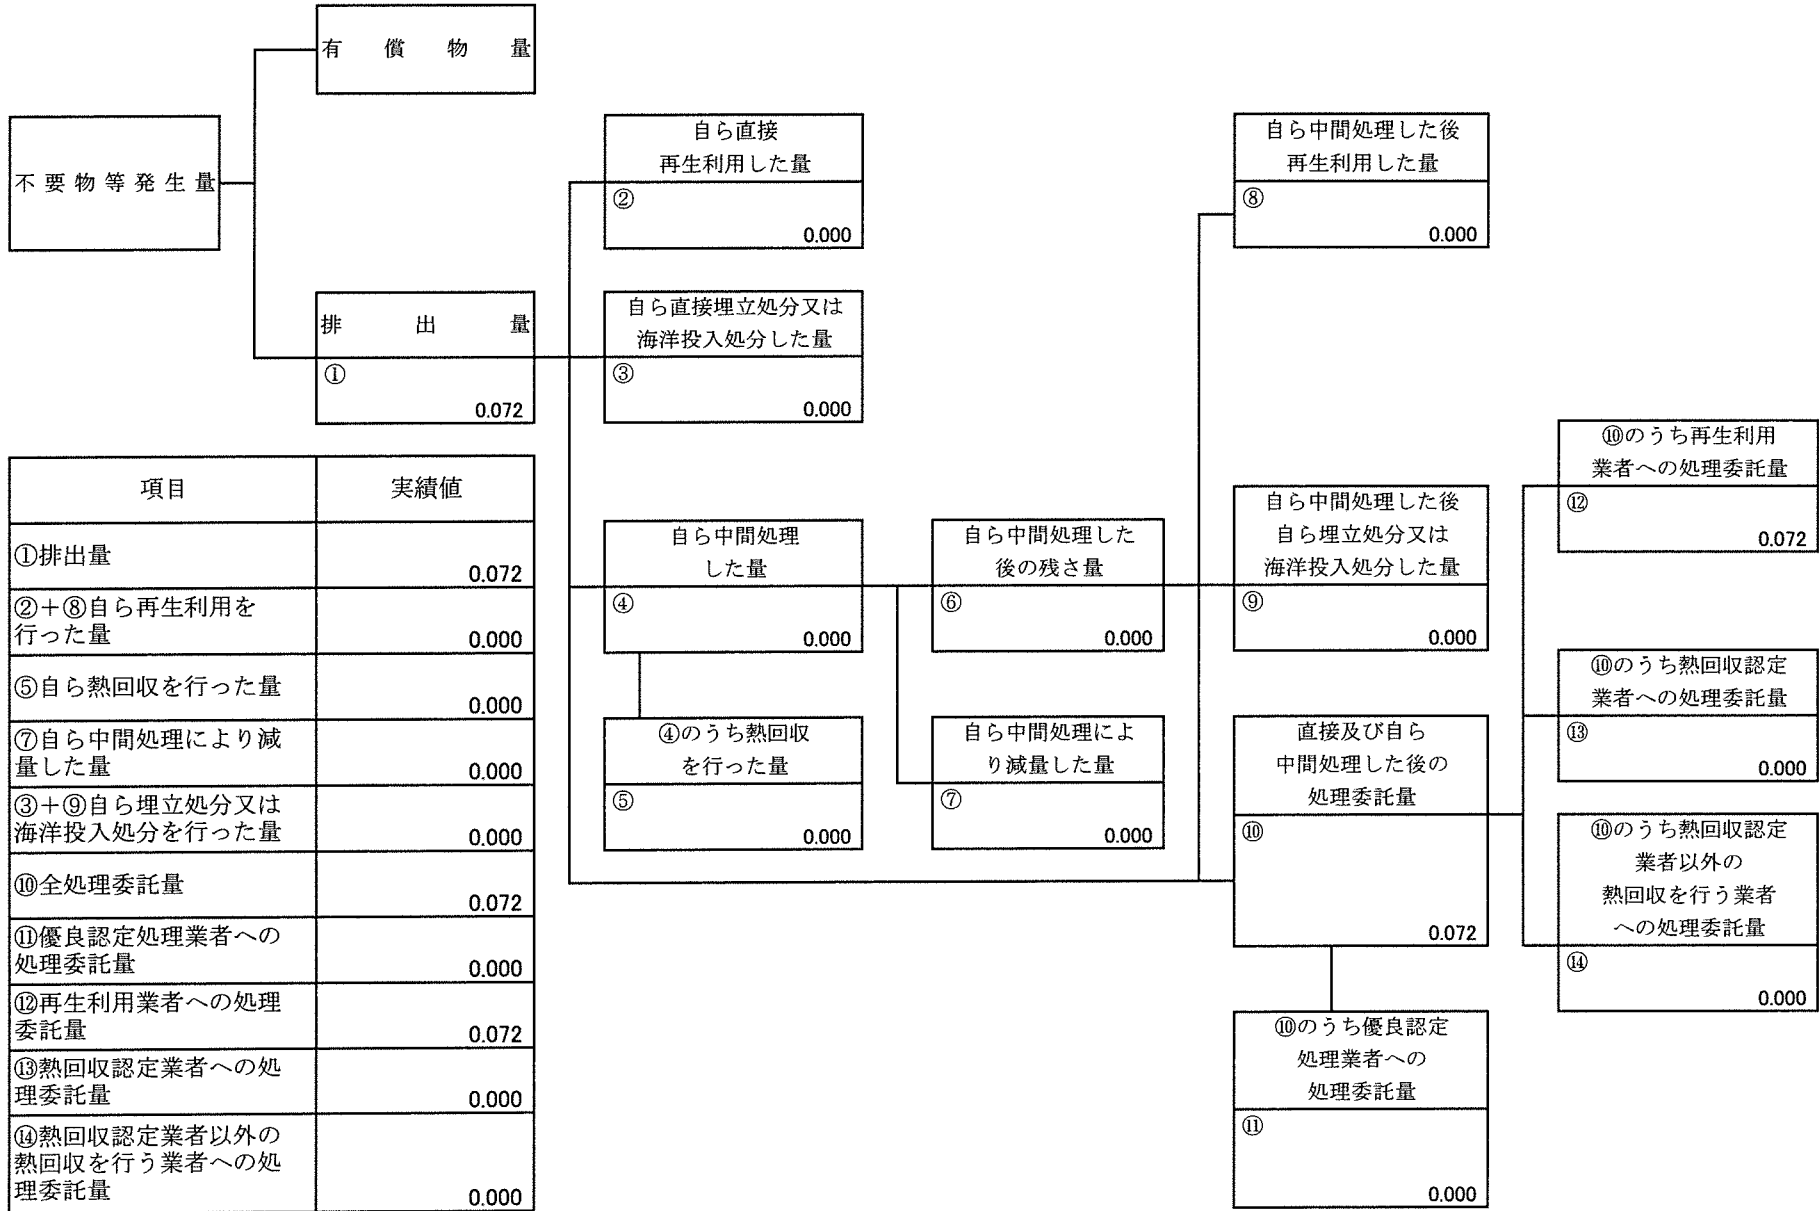 有償物量
不要物等発生量
排出量
①
0.072
自ら直接
再生利用した量
②
0.000
自ら直接埋立処分又は
海洋投入処分した量
③
0.000
自ら中間処理
した量
④
0.000
④のうち熱回収
を行った量
⑤
0.000
自ら中間処理した
後の残さ量
⑥
0.000
自ら中間処理によ
り減量した量
⑦
0.000
自ら中間処理した後
再生利用した量
⑧
0.000
自ら中間処理した後
自ら埋立処分又は
海洋投入処分した量
⑨
0.000
直接及び自ら
中間処理した後の
処理委託量
⑩
0.072
⑩のうち優良認定
処理業者への
処理委託量
⑪
0.000
⑩のうち再生利用
業者への処理委託量
⑫
0.072
⑩のうち熱回収認定
業者への処理委託量
⑬
0.000
⑩のうち熱回収認定
業者以外の
熱回収を行う業者
への処理委託量
⑭
0.000
項目 実績値
①排出量
0.072
②+⑧自ら再生利用を
行った量
0.000
⑤自ら熱回収を行った量
0.000
⑦自ら中間処理により減
量した量
0.000
③+⑨自ら埋立処分又は
海洋投入処分を行った量
0.000
⑩全処理委託量
0.072
⑪優良認定処理業者への
処理委託量
0.000
⑫再生利用業者への処理
委託量
0.072
⑬熱回収認定業者への処
理委託量
0.000
⑭熱回収認定業者以外の
熱回収を行う業者への処
理委託量
0.000